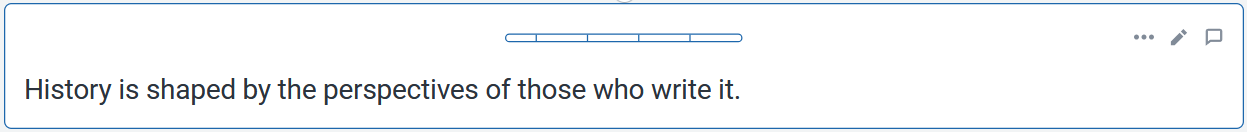 History is shaped by the perspectives of those who write it.